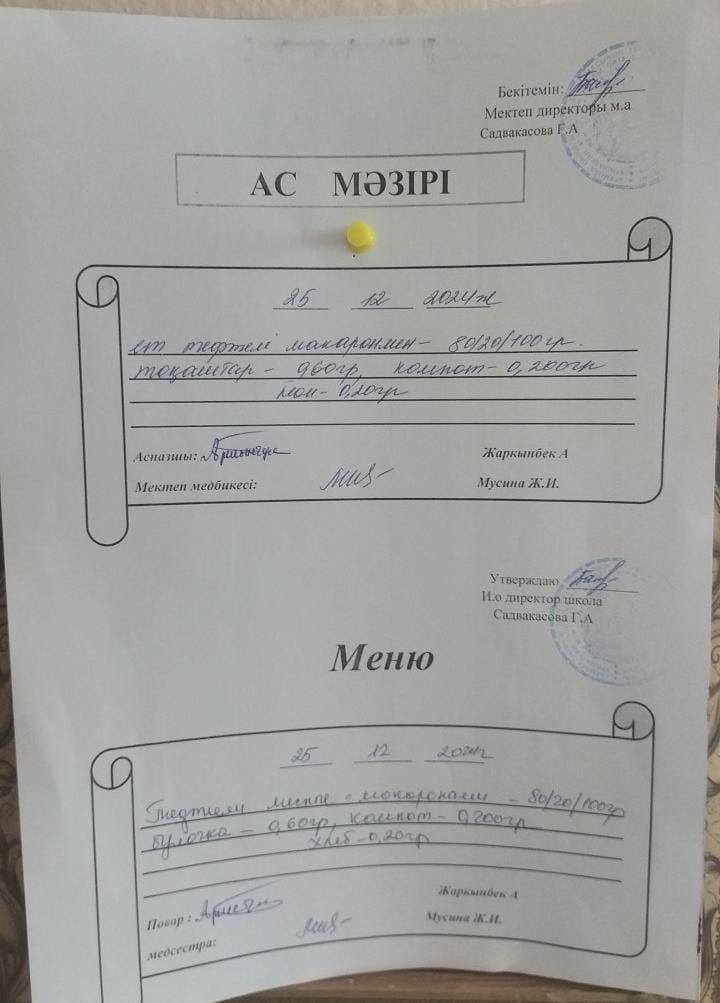 Бекітемін:
Мектеп директоры м.а
Садвакасова Г.А
АС МӘЗІРІ
25 12 2024ж
ет тефтелі макаронмен - 80/20/100гр.
тоқаштар - 0,60гр, компот - 0,200гр
нан - 0,20гр
Аспазшы: Жаркынбек А
Мектеп медбикесі: Мусина Ж.И.
Утверждаю
И.о директор школа
Садвакасова Г.А
Меню
25 12 2024г
Тефтели мясные макаронами - 80/20/100гр
булочка - 0,60гр, компот - 0,200гр
хлеб - 0,20гр
Повар : Жаркынбек А
медсестра: Мусина Ж.И.